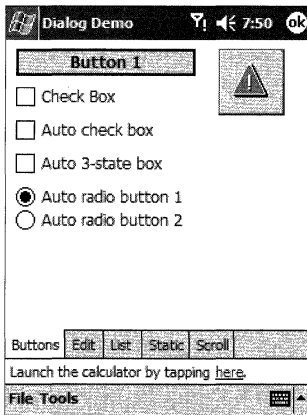 Dialog Demo 7:50 ok
Button 1
Check Box
Auto check box
Auto 3-state box
Auto radio button 1
Auto radio button 2
Buttons Edit List Static Scroll
Launch the calculator by tapping here.
File Tools